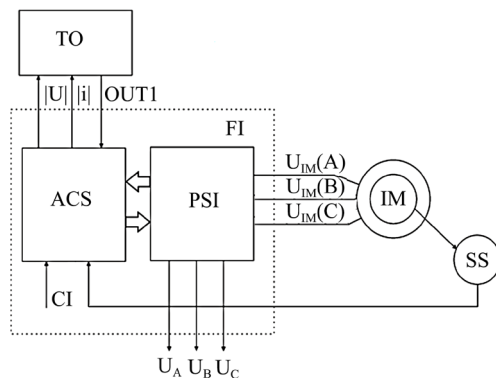 TO
|U| |i| OUT1
FI
ACS
PSI
U_IM(A)
U_IM(B)
U_IM(C)
IM
SS
CI
U_A U_B U_C